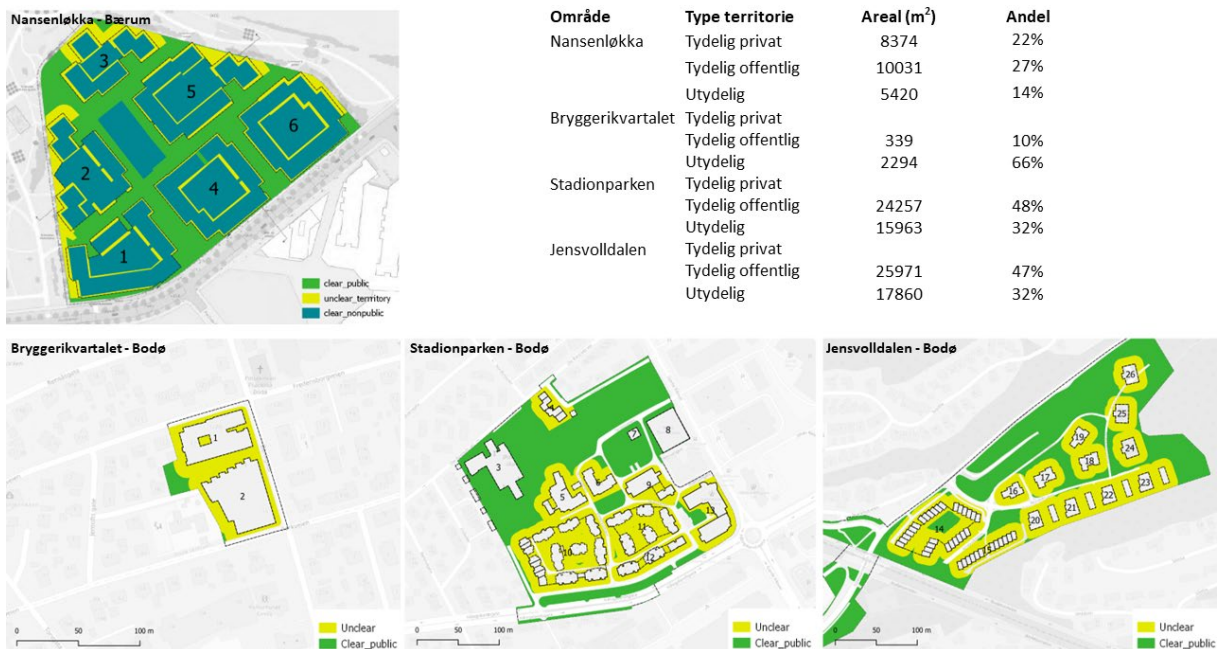 Nansenløkka - Bærum
3
5
6
2
4
1
clear_public
unclear_terrritory
clear_nonpublic
Område Type territorie Areal (m²) Andel
Nansenløkka Tydelig privat 8374 22%
Tydelig offentlig 10031 27%
Utydelig 5420 14%
Bryggerikvartalet Tydelig privat
Tydelig offentlig 339 10%
Utydelig 2294 66%
Stadionparken Tydelig privat
Tydelig offentlig 24257 48%
Utydelig 15963 32%
Jensvolldalen Tydelig privat
Tydelig offentlig 25971 47%
Utydelig 17860 32%
Bryggerikvartalet - Bodø
1
2
0 50 100 m
Unclear
Clear_public
Stadionparken - Bodø
4
7
8
3
6
5
9
13
11
10
12
0 50 100 m
Unclear
Clear_public
Jensvolldalen - Bodø
26
25
19
24
18
17
16
23
22
21
20
14
15
0 50 100 m
Unclear
Clear_public